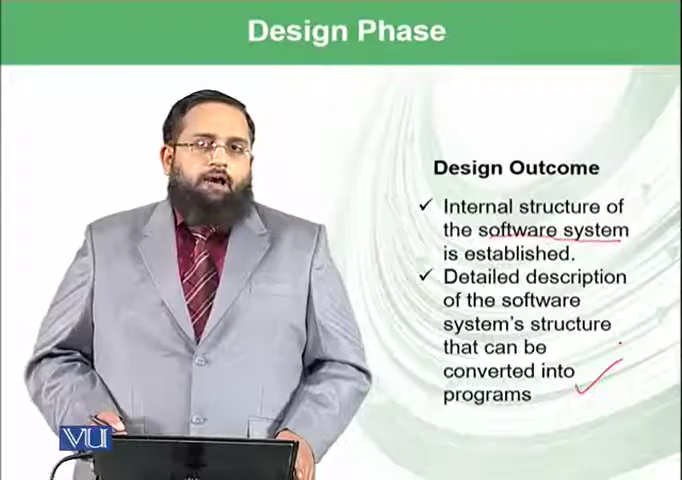 Design Phase
Design Outcome
✓ Internal structure of
the software system
is established.
✓ Detailed description
of the software
system's structure
that can be
converted into
programs
VU